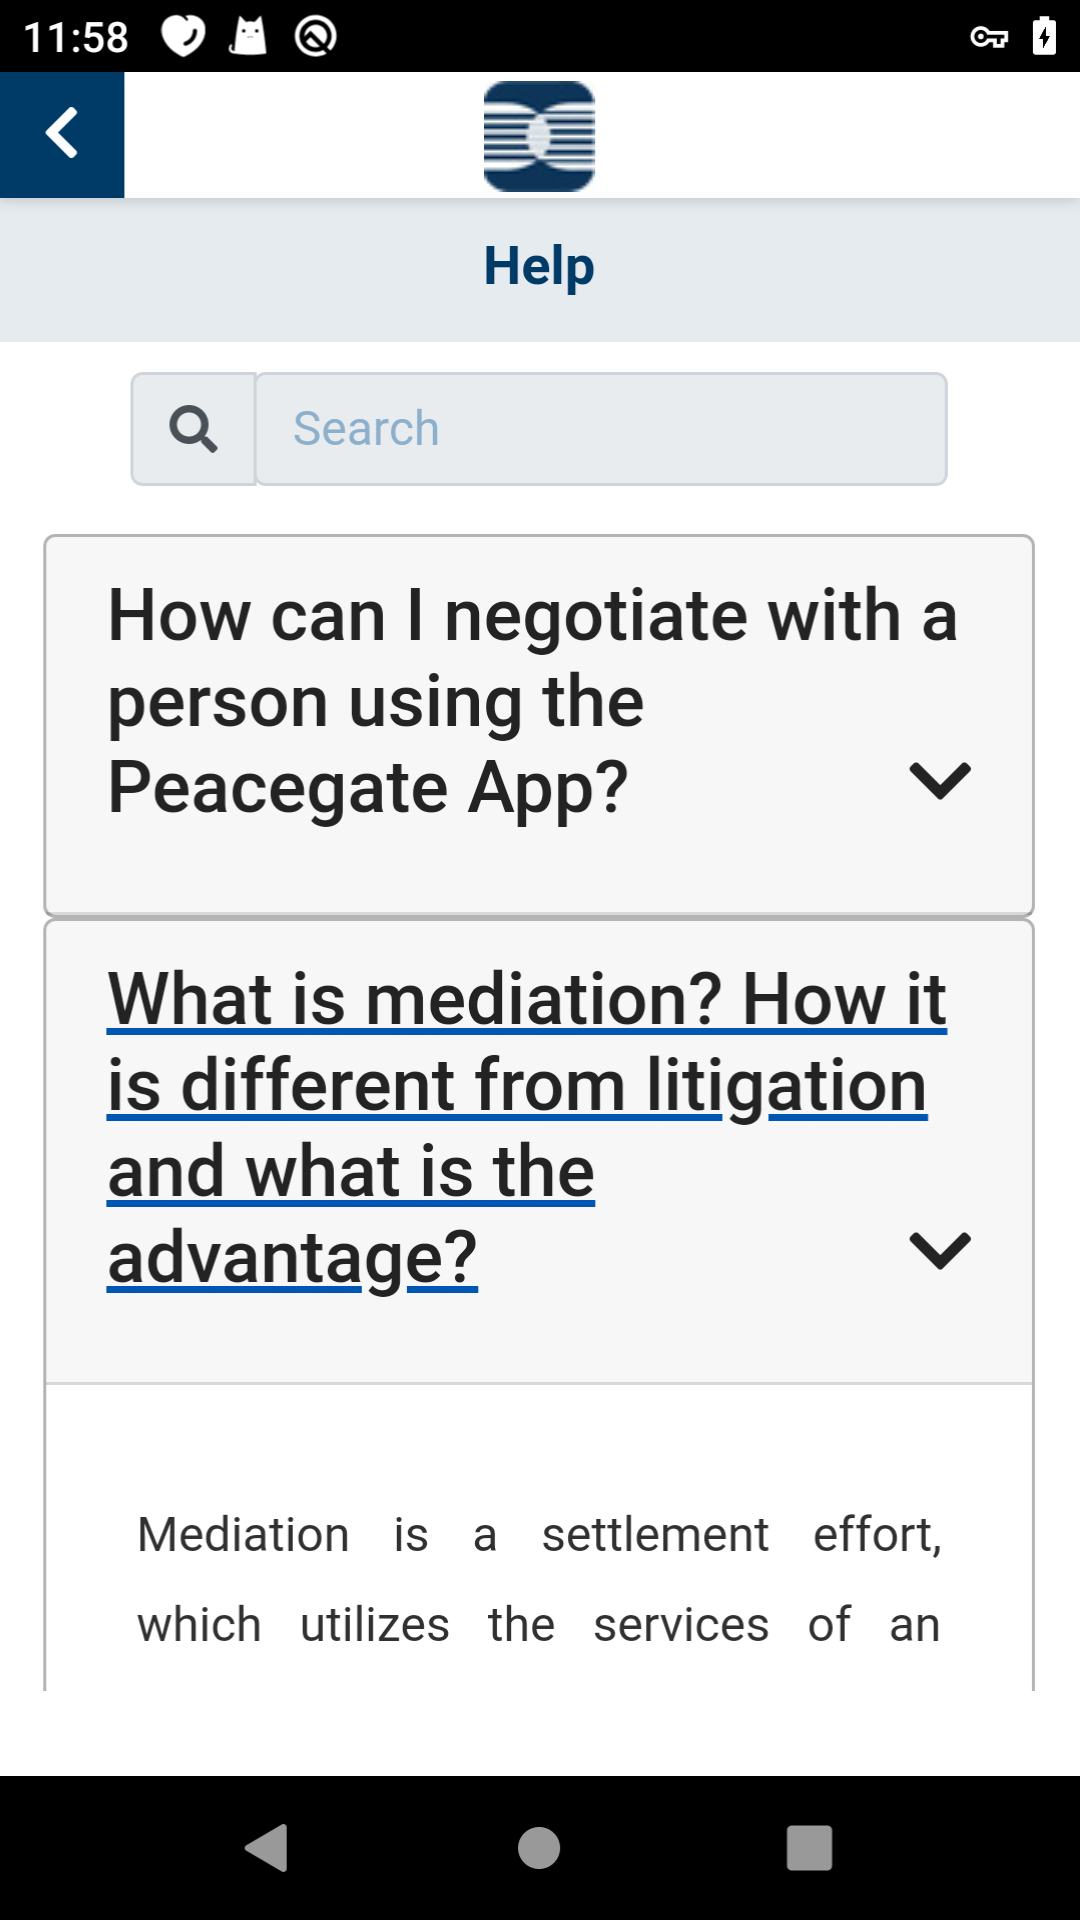 11:58
Help
Search
How can I negotiate with a
person using the
Peacegate App?
What is mediation? How it
is different from litigation
and what is the
advantage?
Mediation is a settlement effort,
which utilizes the services of an